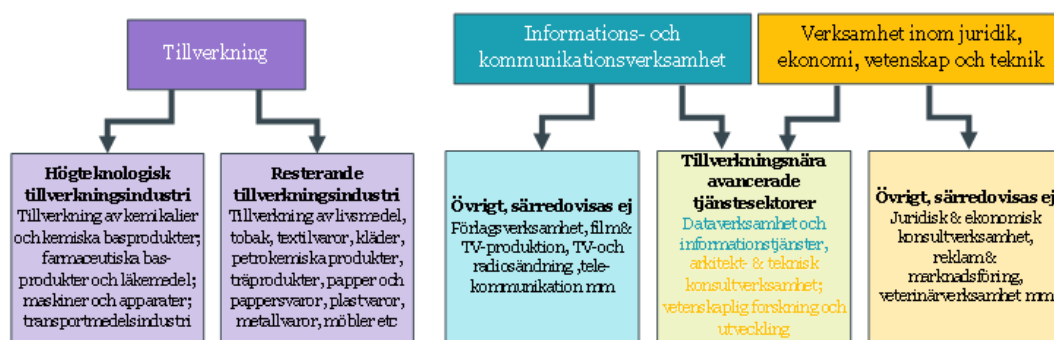 Tillverkning
Informations- och
kommunikationsverksamhet
Verksamhet inom juridik,
ekonomi, vetenskap och teknik
Högteknologisk
tillverkningsindustri
Tillverkning av kemikalier
och kemiska basprodukter;
farmaceutiska bas-
produkter och läkemedel;
maskiner och apparater;
transportmedelsindustri
Resterande
tillverkningsindustri
Tillverkning av livsmedel,
tobak, textilvaror, kläder,
petrokemiska produkter,
träprodukter, papper och
pappersvaror, plastvaror,
metallvaror, möbler etc
Övrigt, särredovisas ej
Förlagsverksamhet, film &
TV-produktion, TV- och
radiosändning ,tele-
kommunikation mm
Tillverkningsnära
avancerade
tjänstesektorer
Dataverksamhet och
informationstjänster,
arkitekt- & teknisk
konsultverksamhet;
vetenskaplig forskning och
utveckling
Övrigt, särredovisas ej
Juridisk & ekonomisk
konsultverksamhet,
reklam &
marknadsföring,
veterinärverksamhet mm